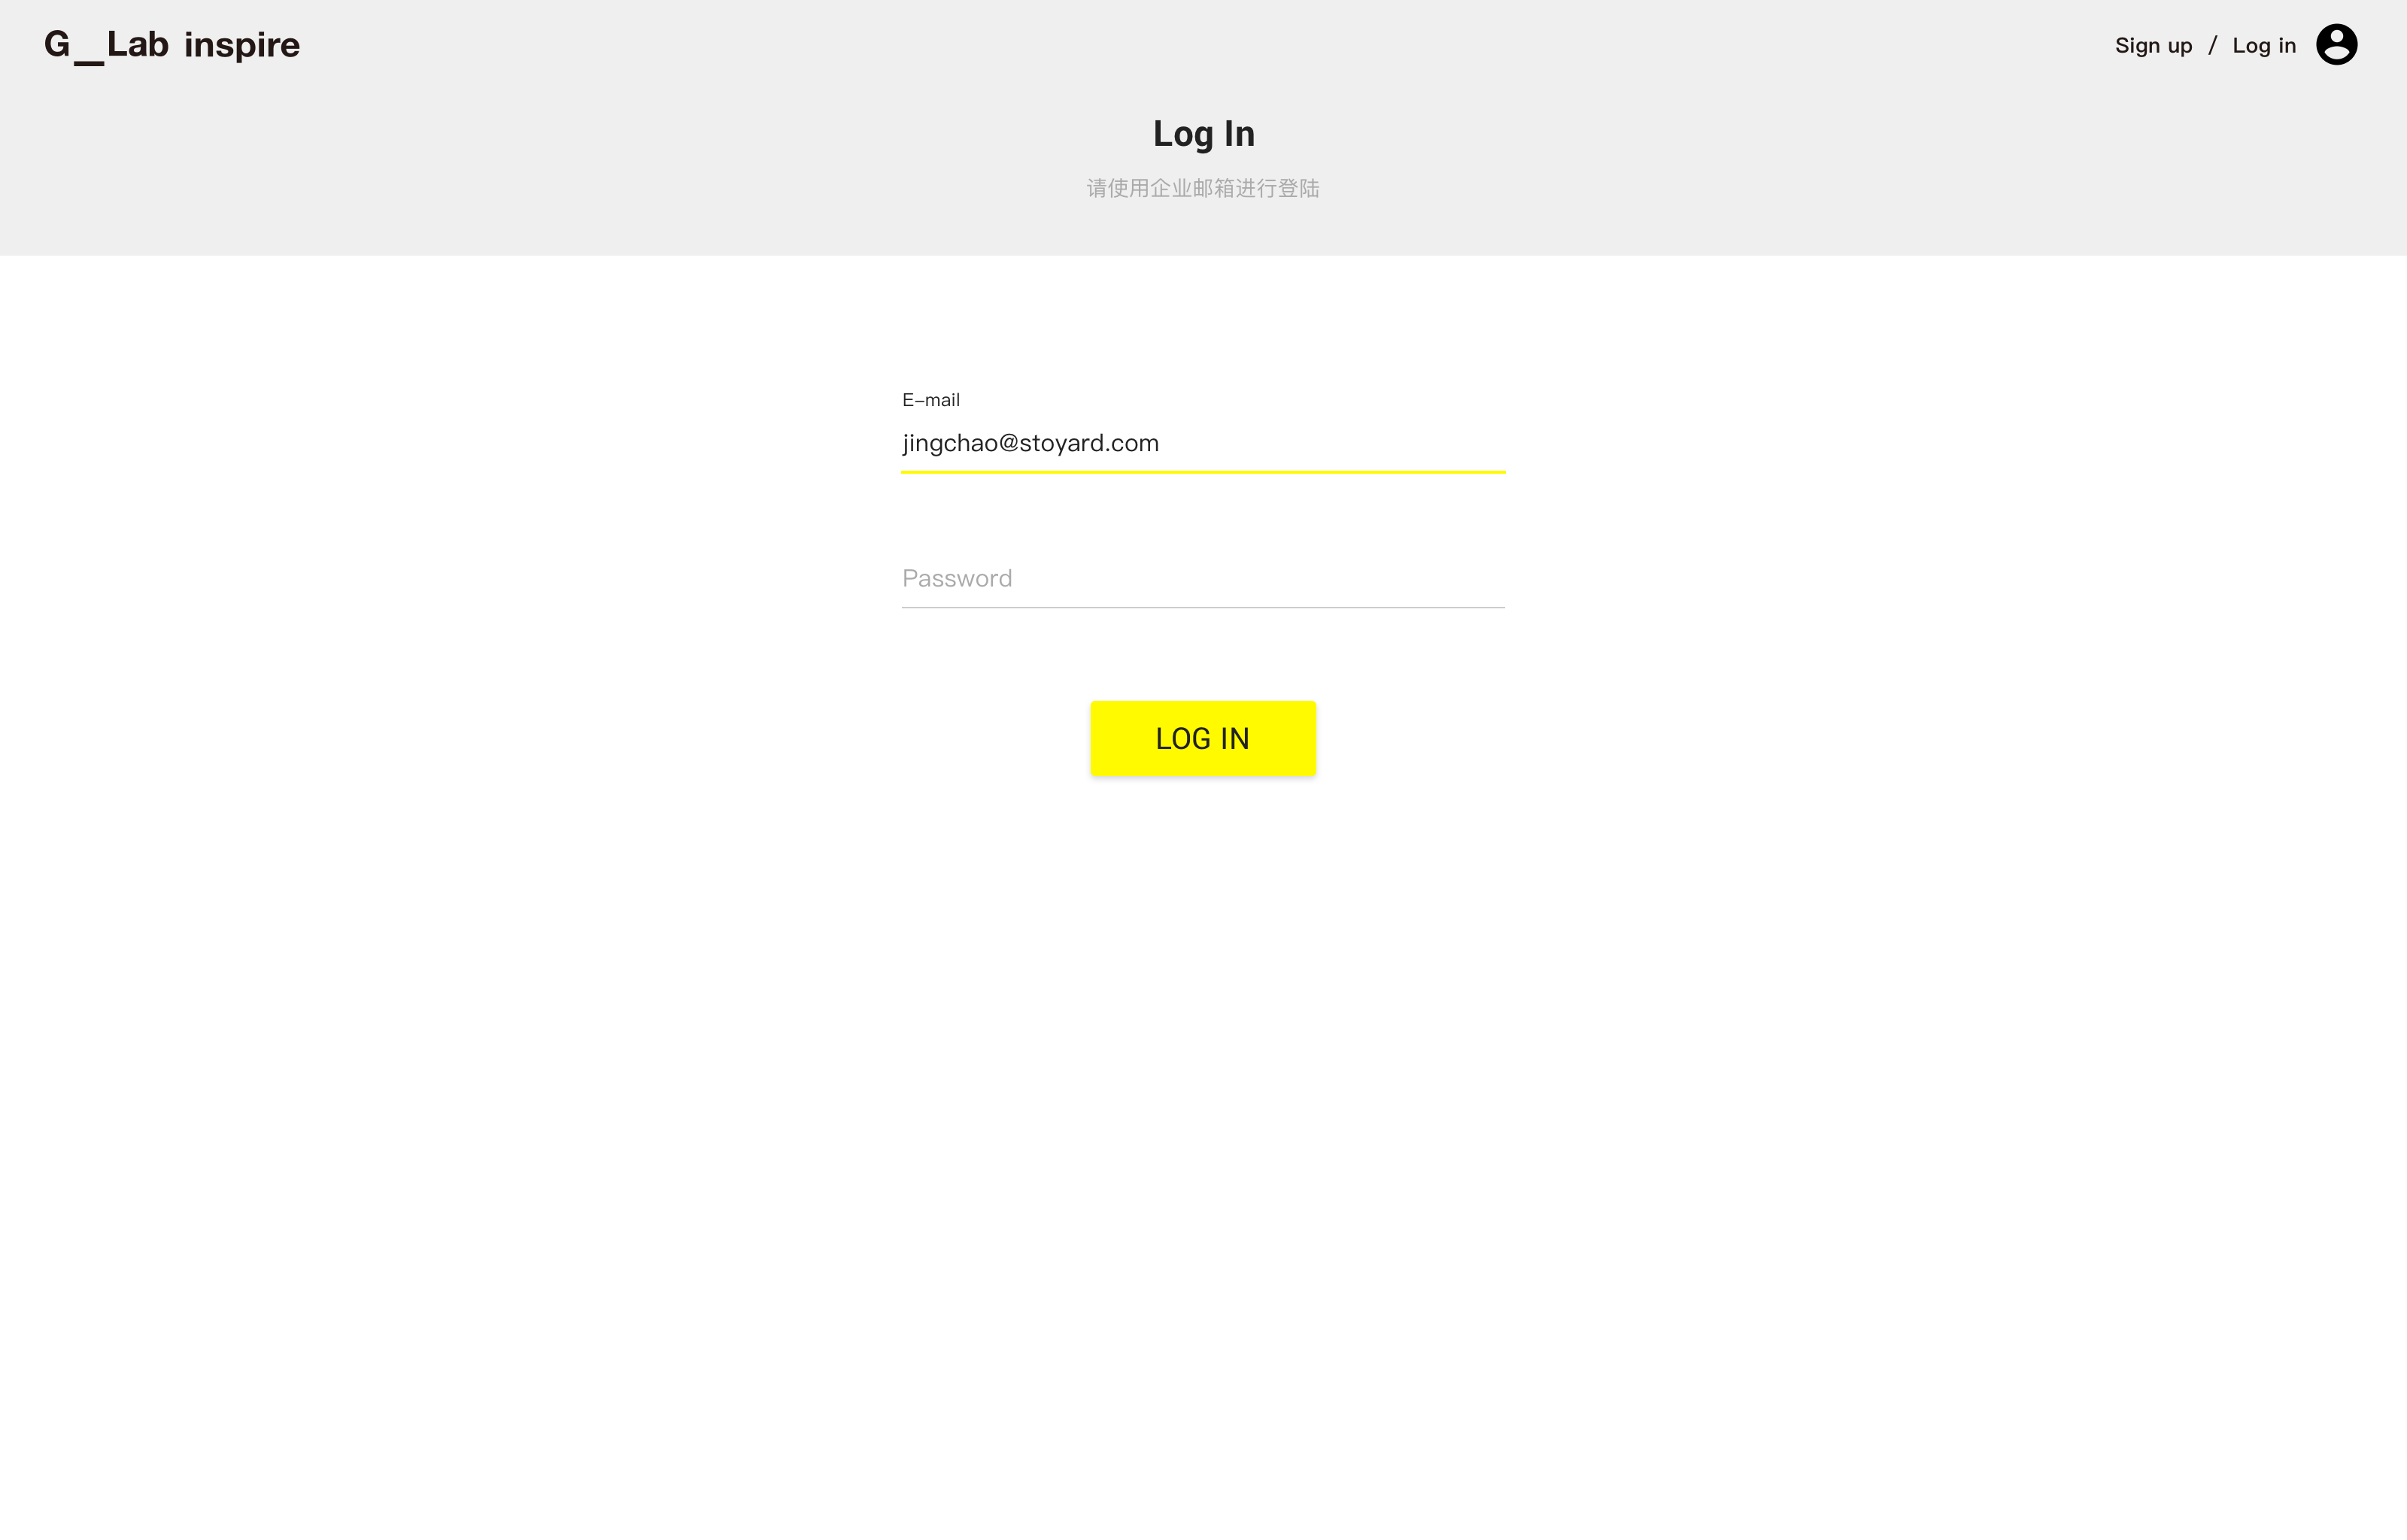 G__Lab inspire
Sign up / Log in
Log In
请使用企业邮箱进行登陆
E-mail
jingchao@stoyard.com
Password
LOG IN